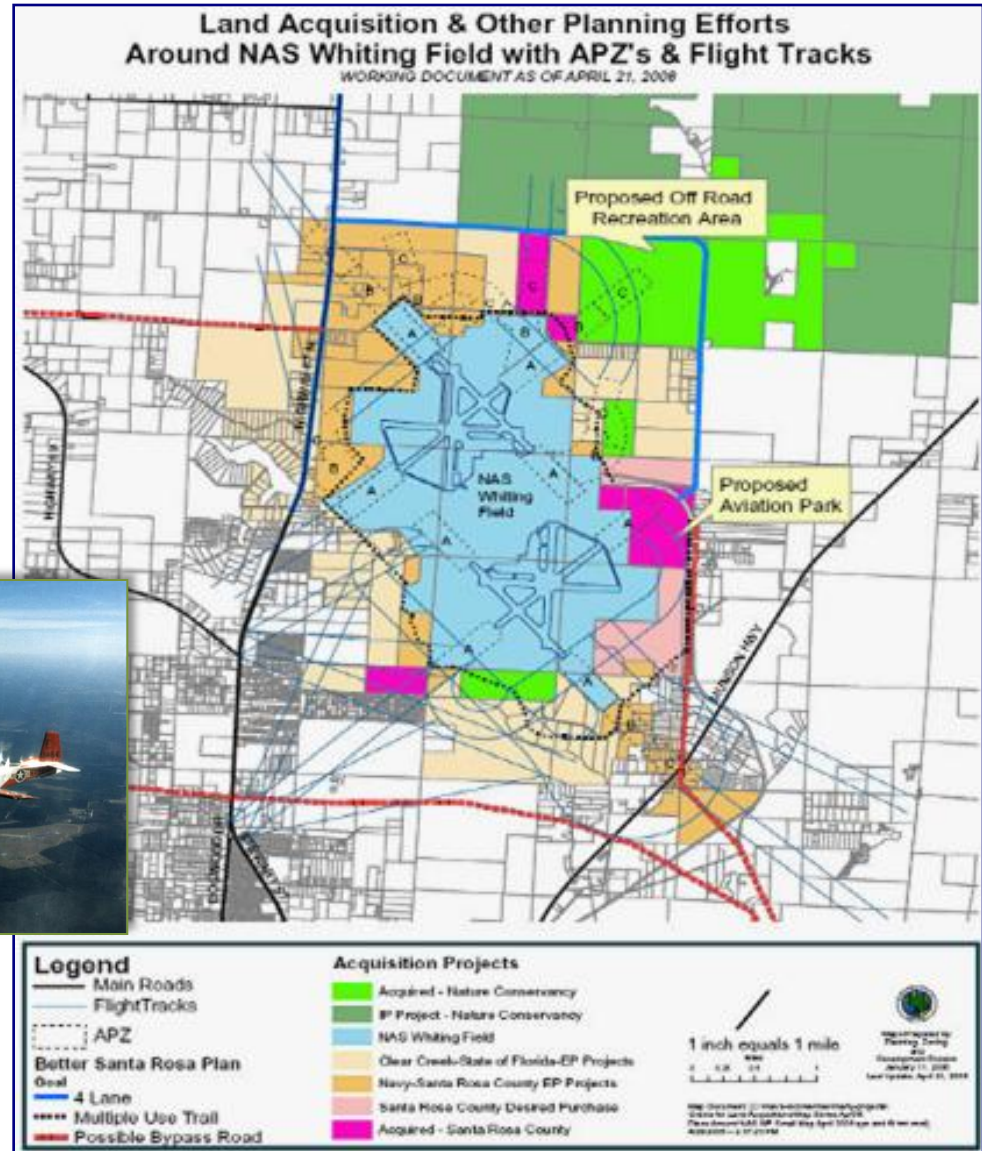 Land Acquisition & Other Planning Efforts
Around NAS Whiting Field with APZ's & Flight Tracks
WORKING DOCUMENT AS OF APRIL 21, 2006
Proposed Off Road
Recreation Area
C
C
C
B
B
A
B
A
B
A
A
A
A
A
NAS
Whiting
Field
Proposed
Aviation Park
MUNSON HWY
Legend
Main Roads
FlightTracks
APZ
Better Santa Rosa Plan
Goal
4 Lane
Multiple Use Trail
Possible Bypass Road
Acquisition Projects
Acquired - Nature Conservancy
IP Project - Nature Conservancy
NAS Whiting Field
Clear Creek-State of Florida-EP Projects
Navy-Santa Rosa County EP Projects
Santa Rosa County Desired Purchase
Acquired - Santa Rosa County
1 inch equals 1 mile